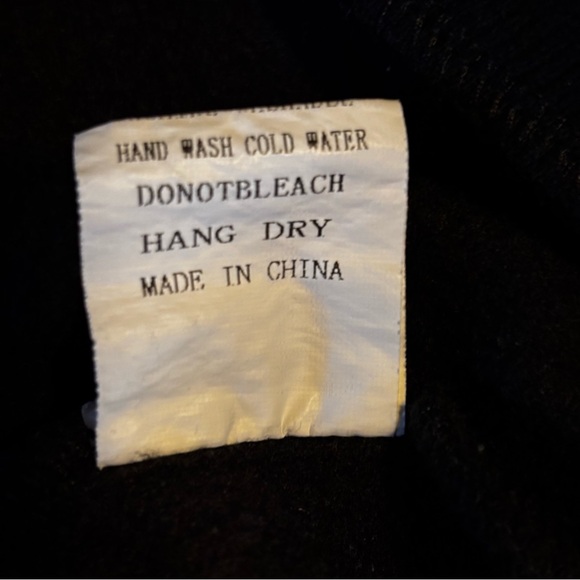 HAND WASH COLD WATER
DONOTBLEACH
HANG DRY
MADE IN CHINA